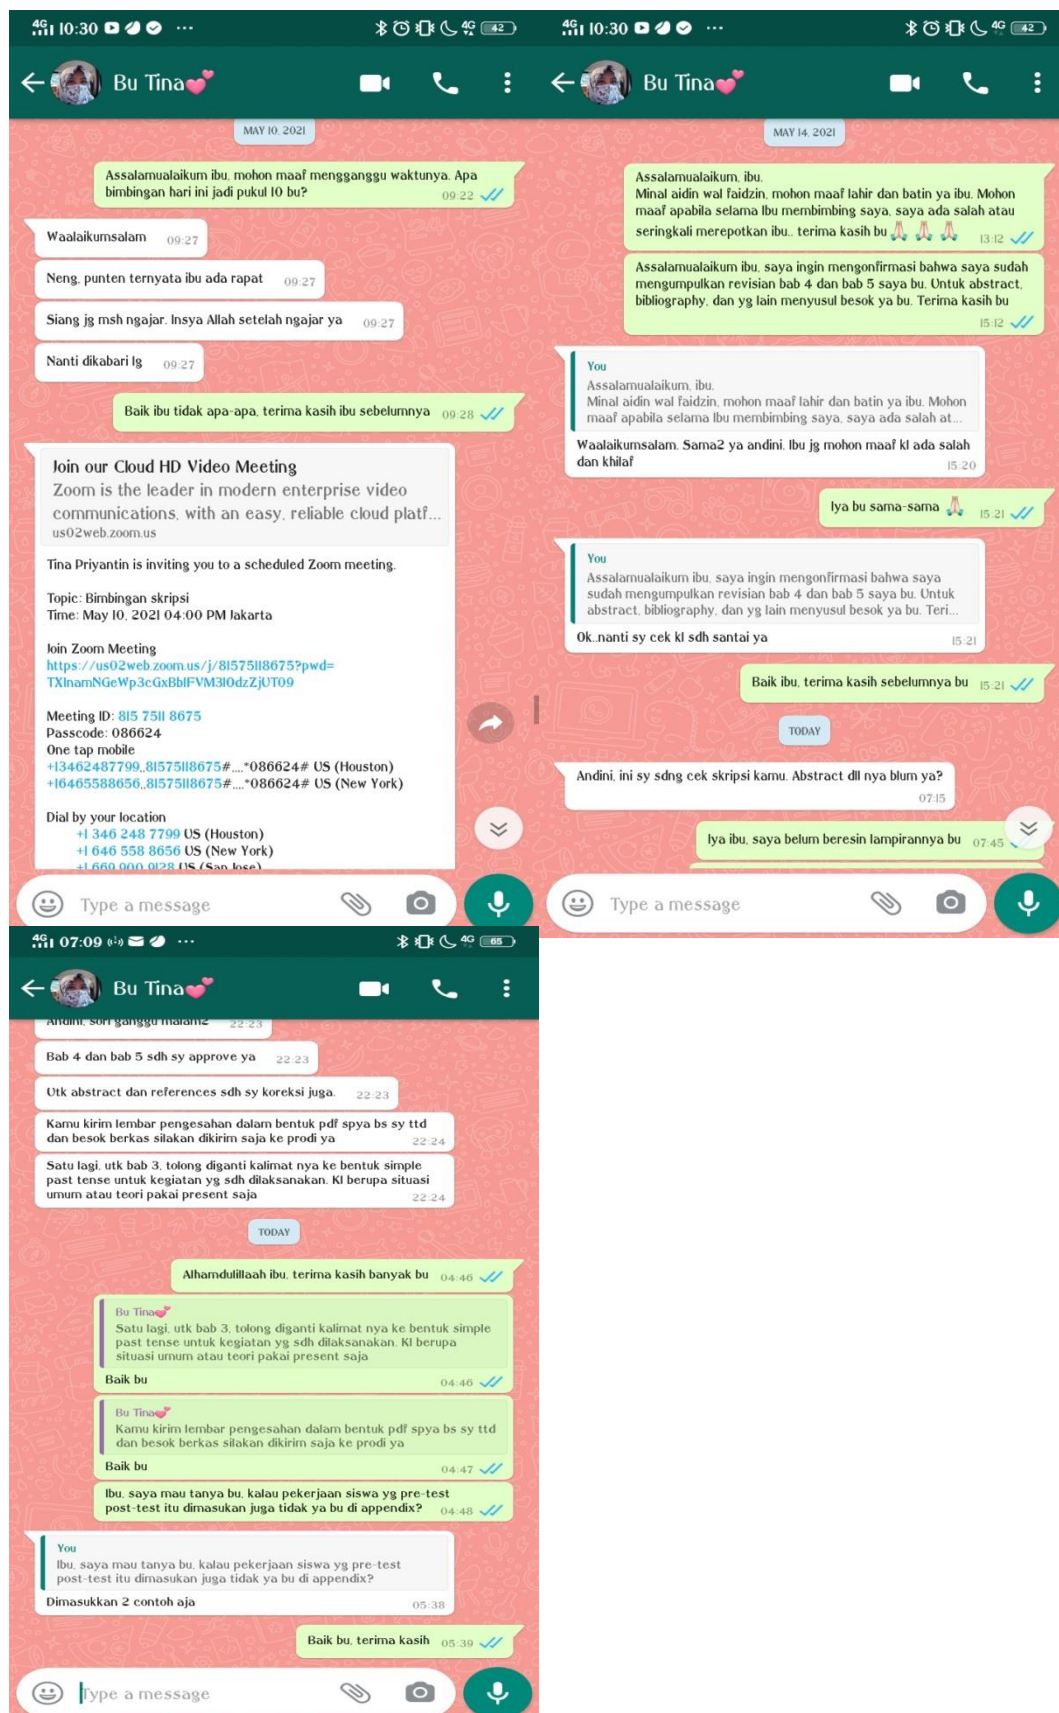 10:30
42
Bu Tina
MAY 10, 2021
Assalamualaikum ibu, mohon maaf mengganggu waktunya. Apa
bimbingan hari ini jadi pukul 10 bu?
09:22
Waalaikumsalam 09:27
Neng, punten ternyata ibu ada rapat 09:27
Siang jg msh ngajar. Insya Allah setelah ngajar ya 09:27
Nanti dikabari lg 09:27
Baik ibu tidak apa-apa, terima kasih ibu sebelumnya 09:28
Join our Cloud HD Video Meeting
Zoom is the leader in modern enterprise video
communications, with an easy, reliable cloud platf...
us02web.zoom.us
Tina Priyantin is inviting you to a scheduled Zoom meeting.
Topic: Bimbingan skripsi
Time: May 10, 2021 04:00 PM Jakarta
Join Zoom Meeting
https://us02web.zoom.us/j/81575118675?pwd=
TXlnamNGeWp3cGxBblFVM3lOdzZjUT09
Meeting ID: 815 7511 8675
Passcode: 086624
One tap mobile
+13462487799,,81575118675#,,,,*086624# US (Houston)
+16465588656,,81575118675#,,,,*086624# US (New York)
Dial by your location
+1 346 248 7799 US (Houston)
+1 646 558 8656 US (New York)
+1 669 900 9128 US (San Jose)
Type a message
10:30
42
Bu Tina
MAY 14, 2021
Assalamualaikum, ibu.
Minal aidin wal faidzin, mohon maaf lahir dan batin ya ibu. Mohon
maaf apabila selama Ibu membimbing saya, saya ada salah atau
seringkali merepotkan ibu.. terima kasih bu 🙏🏻 🙏🏻 🙏🏻 13:12
Assalamualaikum ibu, saya ingin mengonfirmasi bahwa saya sudah
mengumpulkan revisian bab 4 dan bab 5 saya bu. Untuk abstract,
bibliography, dan yg lain menyusul besok ya bu. Terima kasih bu
15:12
You
Assalamualaikum, ibu.
Minal aidin wal faidzin, mohon maaf lahir dan batin ya ibu. Mohon
maaf apabila selama Ibu membimbing saya, saya ada salah at...
Waalaikumsalam. Sama2 ya andini. Ibu jg mohon maaf kl ada salah
dan khilaf 15:20
Iya bu sama-sama 🙏🏻 15:21
You
Assalamualaikum ibu, saya ingin mengonfirmasi bahwa saya
sudah mengumpulkan revisian bab 4 dan bab 5 saya bu. Untuk
abstract, bibliography, dan yg lain menyusul besok ya bu. Teri...
Ok..nanti sy cek kl sdh santai ya 15:21
Baik ibu, terima kasih sebelumnya bu 15:21
TODAY
Andini, ini sy sdng cek skripsi kamu. Abstract dll nya blum ya?
07:15
Iya ibu, saya belum beresin lampirannya bu 07:45
Type a message
07:09
65
Bu Tina
Andini, sori ganggu malam2 22:23
Bab 4 dan bab 5 sdh sy approve ya 22:23
Utk abstract dan references sdh sy koreksi juga. 22:23
Kamu kirim lembar pengesahan dalam bentuk pdf spya bs sy ttd
dan besok berkas silakan dikirim saja ke prodi ya 22:24
Satu lagi, utk bab 3, tolong diganti kalimat nya ke bentuk simple
past tense untuk kegiatan yg sdh dilaksanakan. Kl berupa situasi
umum atau teori pakai present saja 22:24
TODAY
Alhamdulillaah ibu, terima kasih banyak bu 04:46
Bu Tina
Satu lagi, utk bab 3, tolong diganti kalimat nya ke bentuk simple
past tense untuk kegiatan yg sdh dilaksanakan. Kl berupa
situasi umum atau teori pakai present saja
Baik bu 04:46
Bu Tina
Kamu kirim lembar pengesahan dalam bentuk pdf spya bs sy ttd
dan besok berkas silakan dikirim saja ke prodi ya
Baik bu 04:47
Ibu, saya mau tanya bu, kalau pekerjaan siswa yg pre-test
post-test itu dimasukan juga tidak ya bu di appendix? 04:48
You
Ibu, saya mau tanya bu, kalau pekerjaan siswa yg pre-test
post-test itu dimasukan juga tidak ya bu di appendix?
Dimasukkan 2 contoh aja 05:38
Baik bu, terima kasih 05:39
Type a message